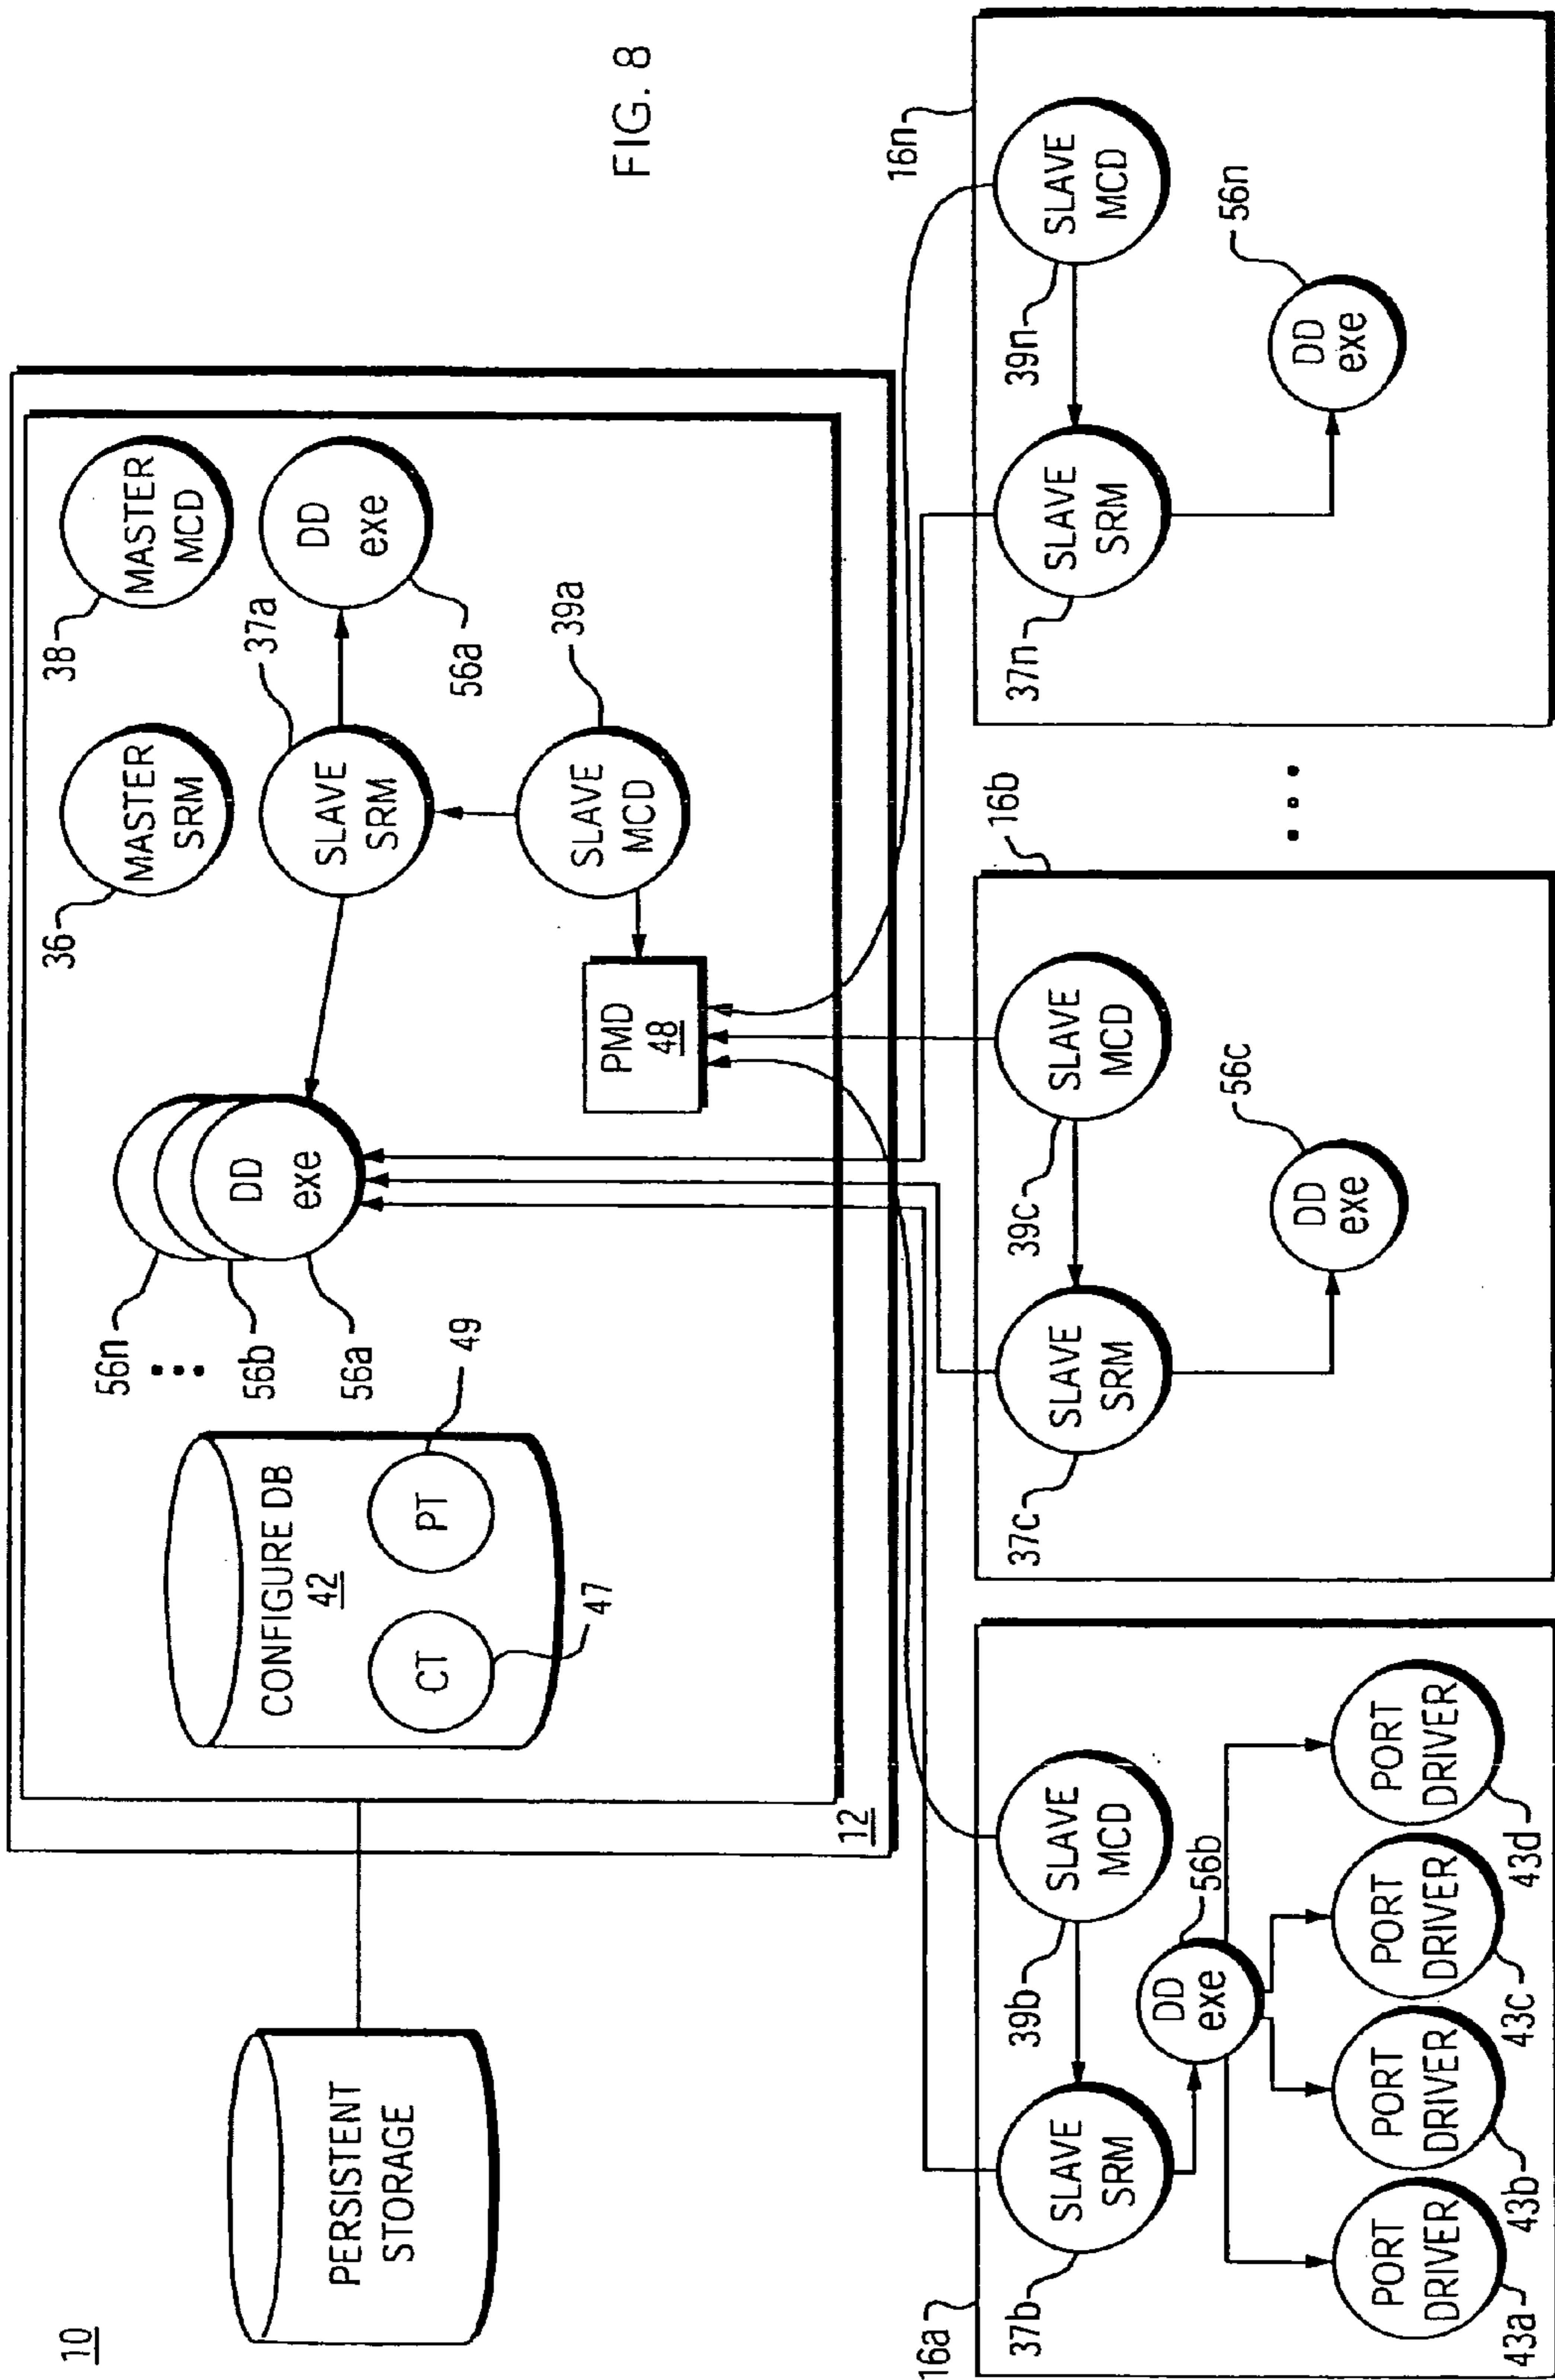 10
PERSISTENT
STORAGE
12
CONFIGURE DB
42
CT
PT
47
49
56n
56b
56a
DD
exe
36
MASTER
SRM
38
MASTER
MCD
SLAVE
SRM
37a
DD
exe
56a
SLAVE
MCD
39a
PMD
48
FIG. 8
16a
37b
SLAVE
SRM
39b
SLAVE
MCD
DD
exe
56b
PORT
DRIVER
PORT
DRIVER
PORT
DRIVER
PORT
DRIVER
43a
43b
43c
43d
16b
37c
SLAVE
SRM
39c
SLAVE
MCD
DD
exe
56c
16n
37n
SLAVE
SRM
39n
SLAVE
MCD
DD
exe
56n